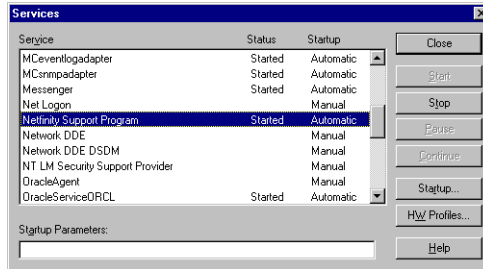 Services
Service Status Startup
MCeventlogadapter Started Automatic
MCsnmpadapter Started Automatic
Messenger Started Automatic
Net Logon Manual
Netfinity Support Program Started Automatic
Network DDE Manual
Network DDE DSDM Manual
NT LM Security Support Provider Manual
OracleAgent Manual
OracleServiceORCL Started Automatic
Startup Parameters:
Close
Start
Stop
Pause
Continue
Startup...
HW Profiles...
Help